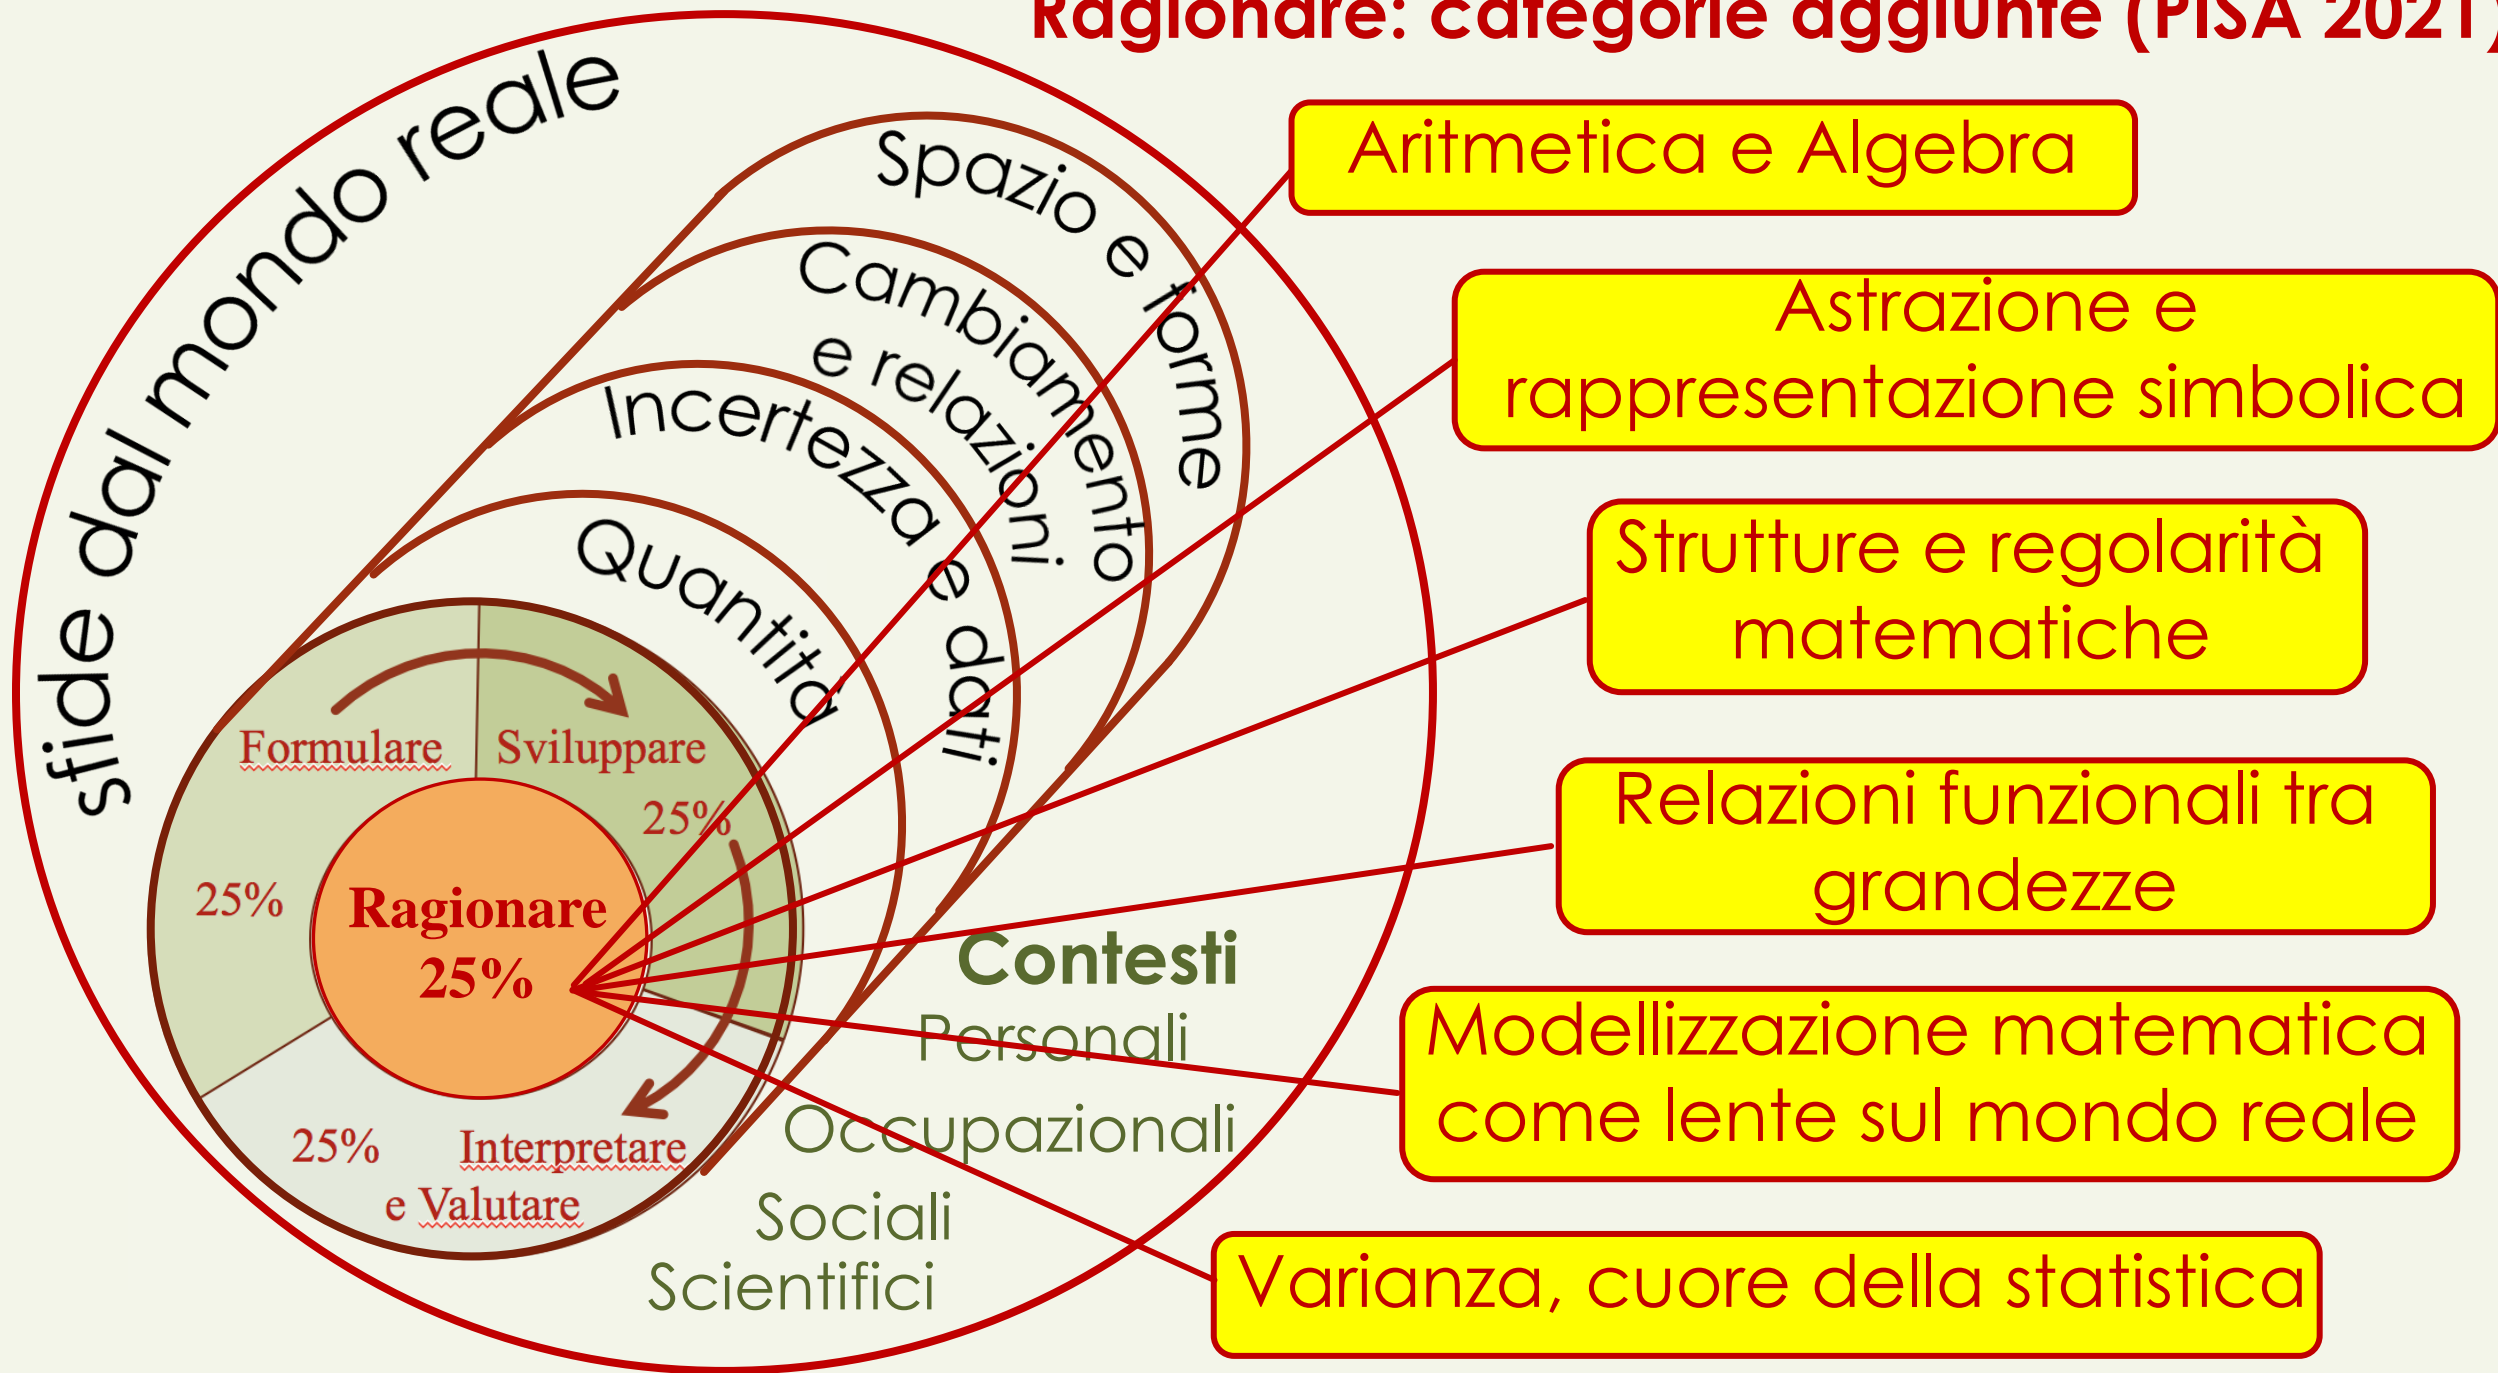 Ragionare: categorie aggiunte (PISA 2021)
sfide dal mondo reale
Spazio e forme
Cambiamento
e relazioni
Incertezza e dati
Quantità
Formulare
Sviluppare
25%
25%
Ragionare
25%
25%
Interpretare
e Valutare
Contesti
Personali
Occupazionali
Sociali
Scientifici
Aritmetica e Algebra
Astrazione e
rappresentazione simbolica
Strutture e regolarità
matematiche
Relazioni funzionali tra
grandezze
Modellizzazione matematica
come lente sul mondo reale
Varianza, cuore della statistica